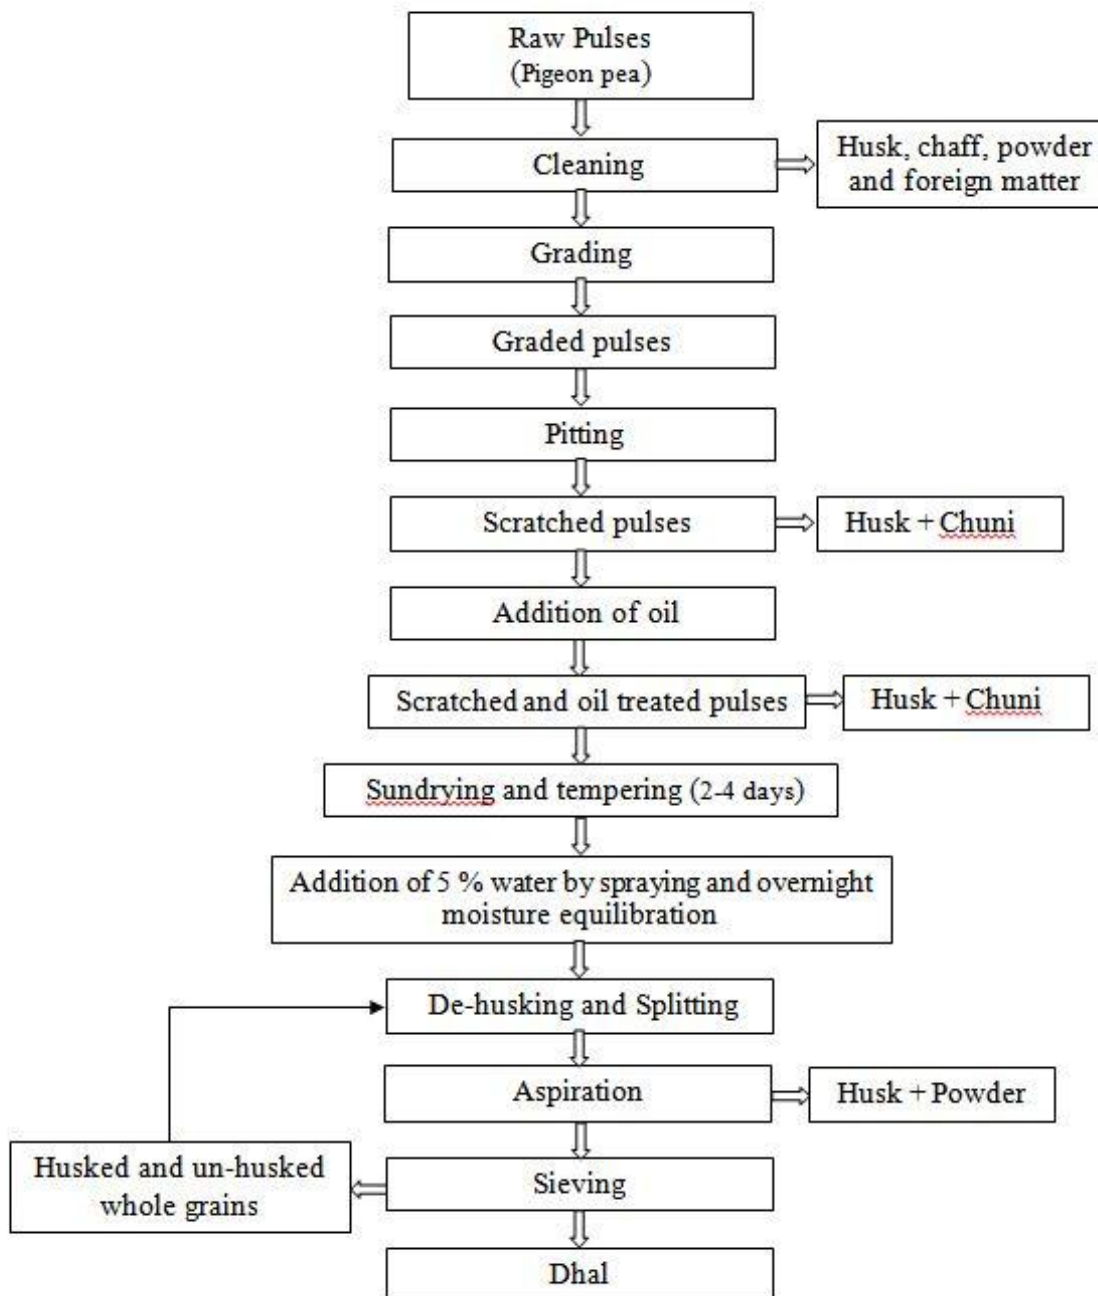 Raw Pulses
(Pigeon pea)
Cleaning
Husk, chaff, powder
and foreign matter
Grading
Graded pulses
Pitting
Scratched pulses
Husk + Chuni
Addition of oil
Scratched and oil treated pulses
Husk + Chuni
Sundrying and tempering (2-4 days)
Addition of 5 % water by spraying and overnight
moisture equilibration
De-husking and Splitting
Aspiration
Husk + Powder
Husked and un-husked
whole grains
Sieving
Dhal